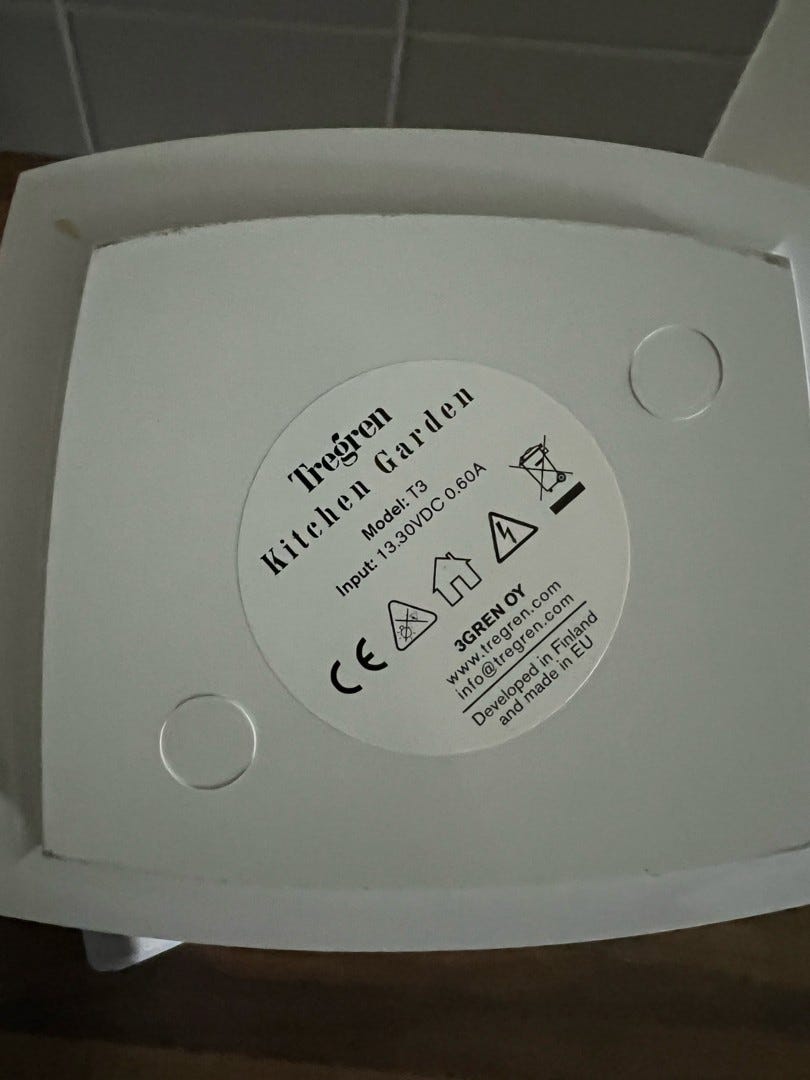 Tregren
Kitchen Garden
Model: T3
Input: 13.30VDC 0.60A
CE
3GREN OY
www.tregren.com
info@tregren.com
Developed in Finland
and made in EU